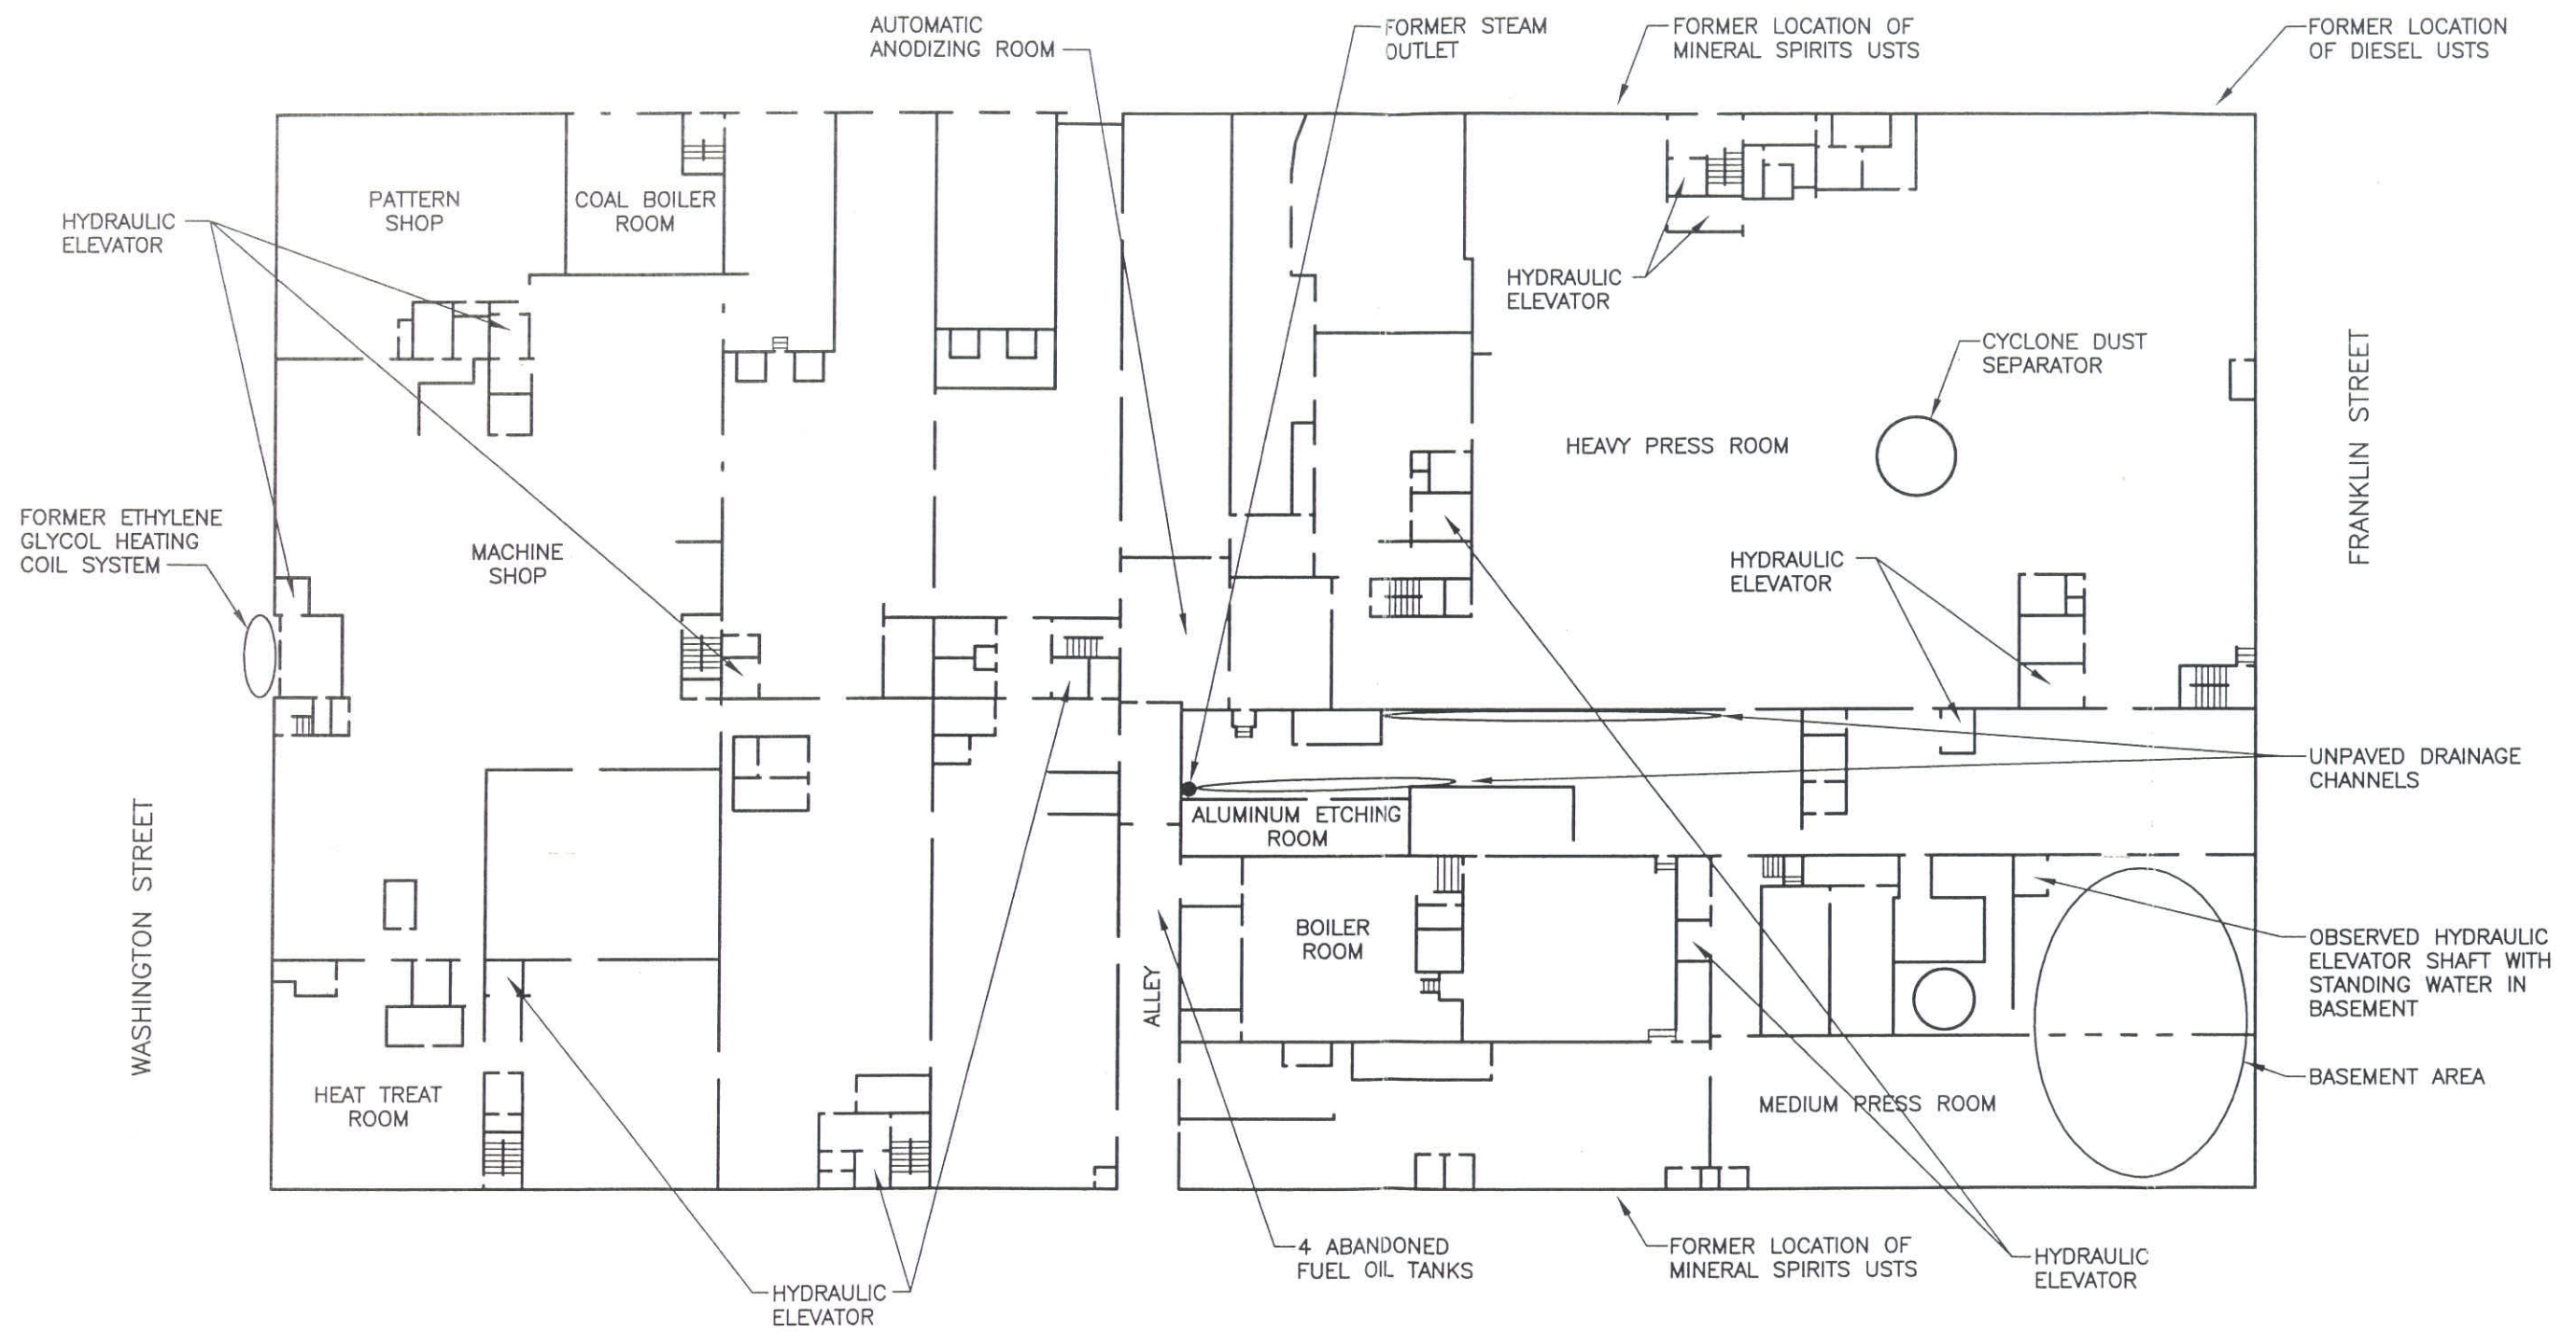 AUTOMATIC
ANODIZING ROOM
FORMER STEAM
OUTLET
FORMER LOCATION OF
MINERAL SPIRITS USTS
FORMER LOCATION
OF DIESEL USTS
PATTERN
SHOP
COAL BOILER
ROOM
HYDRAULIC
ELEVATOR
HYDRAULIC
ELEVATOR
CYCLONE DUST
SEPARATOR
FRANKLIN STREET
HEAVY PRESS ROOM
FORMER ETHYLENE
GLYCOL HEATING
COIL SYSTEM
MACHINE
SHOP
HYDRAULIC
ELEVATOR
UNPAVED DRAINAGE
CHANNELS
WASHINGTON STREET
ALUMINUM ETCHING
ROOM
BOILER
ROOM
ALLEY
OBSERVED HYDRAULIC
ELEVATOR SHAFT WITH
STANDING WATER IN
BASEMENT
BASEMENT AREA
HEAT TREAT
ROOM
MEDIUM PRESS ROOM
4 ABANDONED
FUEL OIL TANKS
FORMER LOCATION OF
MINERAL SPIRITS USTS
HYDRAULIC
ELEVATOR
HYDRAULIC
ELEVATOR